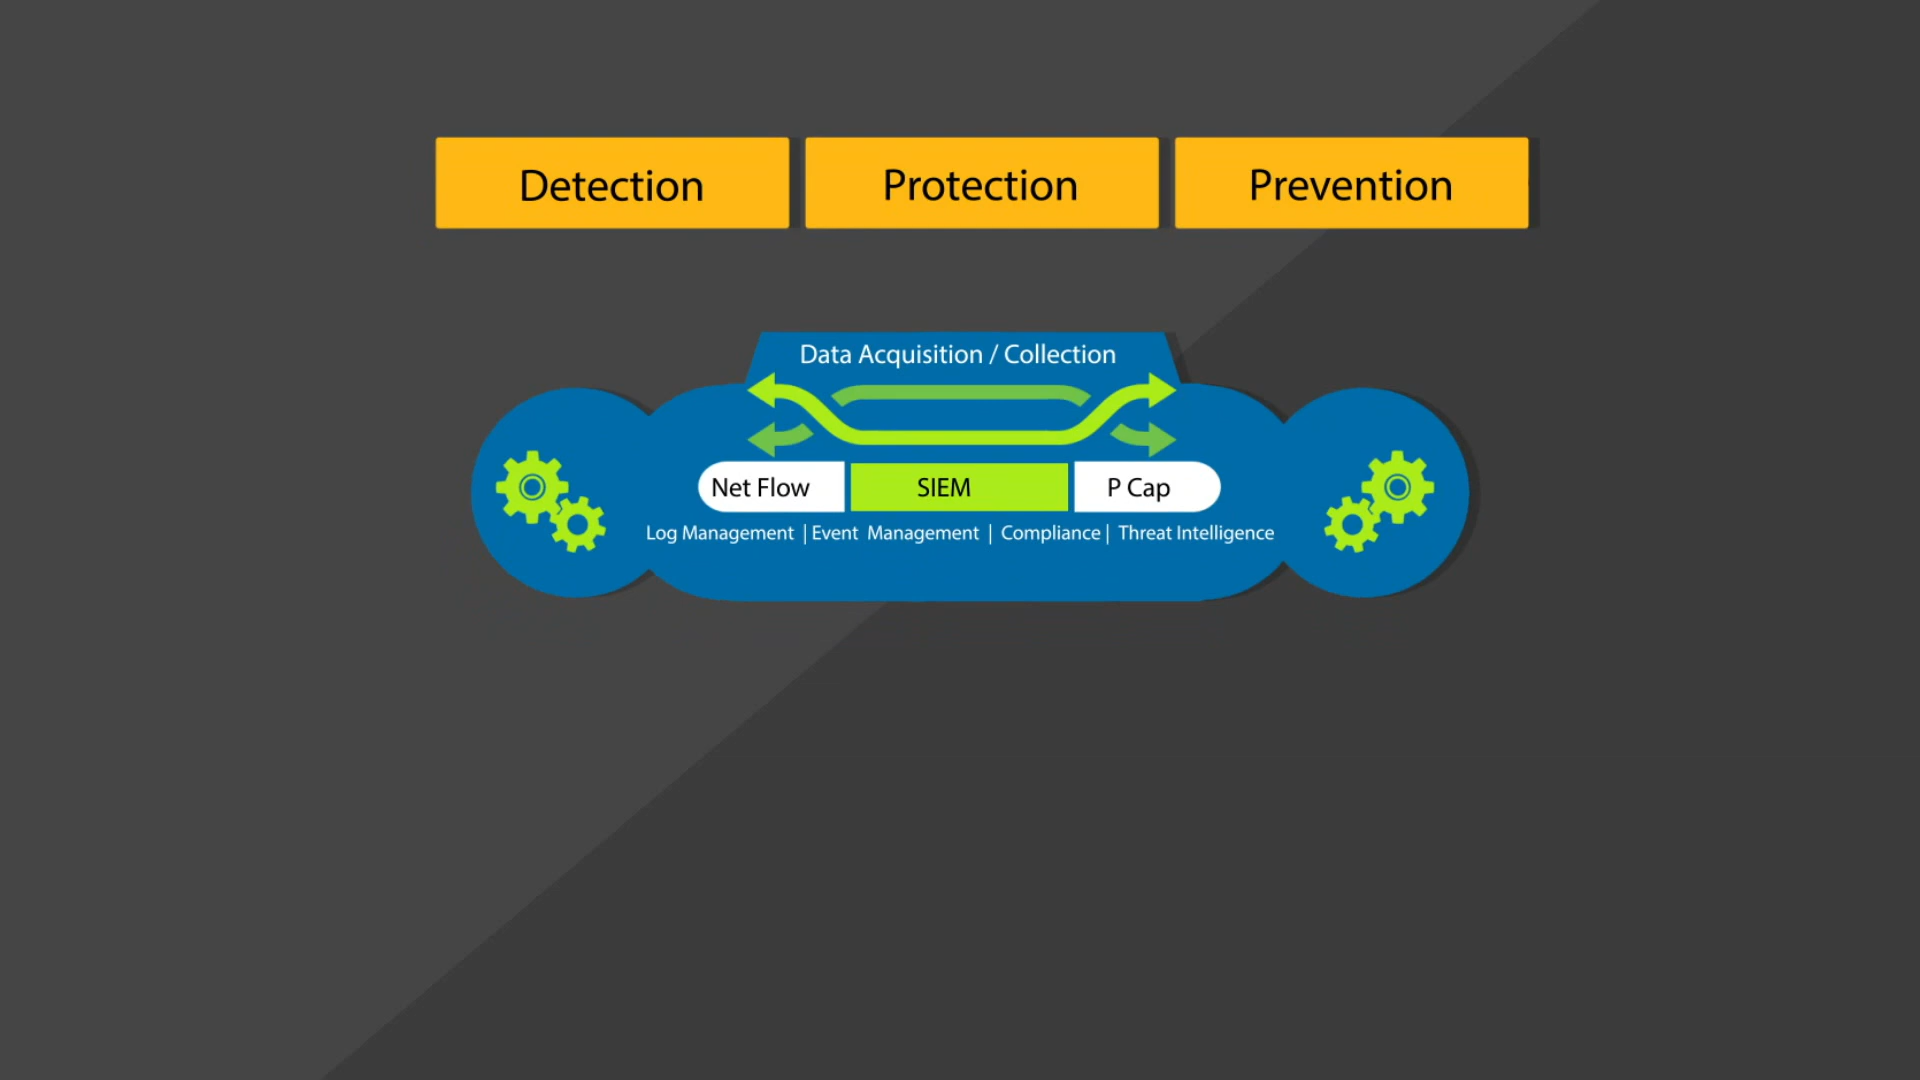 Detection
Protection
Prevention
Data Acquisition / Collection
Net Flow
SIEM
P Cap
Log Management | Event Management | Compliance | Threat Intelligence